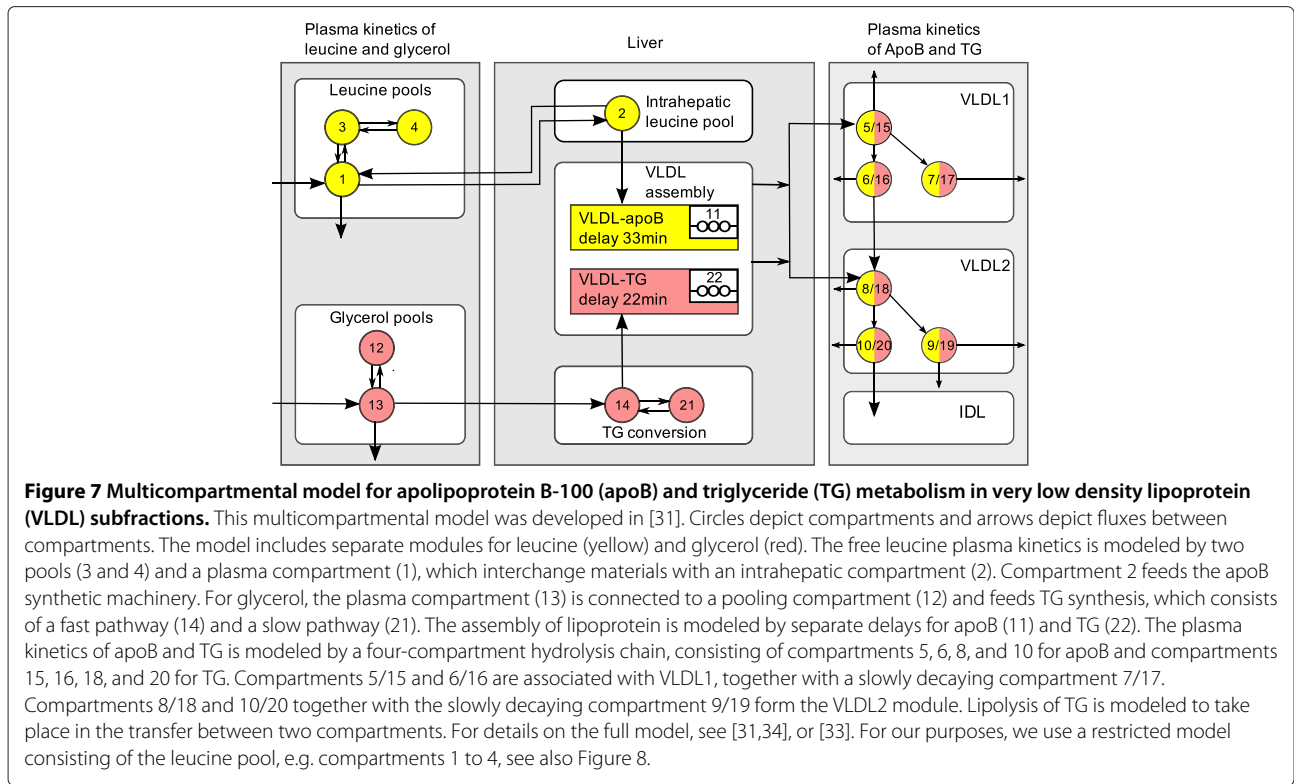 Plasma kinetics of
leucine and glycerol
Liver
Plasma kinetics
of ApoB and TG
Leucine pools
3
4
1
Intrahepatic
leucine pool
2
VLDL
assembly
VLDL-apoB
delay 33min
11
VLDL-TG
delay 22min
22
Glycerol pools
12
13
14
21
TG conversion
VLDL1
5/15
6/16
7/17
VLDL2
8/18
10/20
9/19
IDL
Figure 7 Multicompartmental model for apolipoprotein B-100 (apoB) and triglyceride (TG) metabolism in very low density lipoprotein
(VLDL) subfractions. This multicompartmental model was developed in [31]. Circles depict compartments and arrows depict fluxes between
compartments. The model includes separate modules for leucine (yellow) and glycerol (red). The free leucine plasma kinetics is modeled by two
pools (3 and 4) and a plasma compartment (1), which interchange materials with an intrahepatic compartment (2). Compartment 2 feeds the apoB
synthetic machinery. For glycerol, the plasma compartment (13) is connected to a pooling compartment (12) and feeds TG synthesis, which consists
of a fast pathway (14) and a slow pathway (21). The assembly of lipoprotein is modeled by separate delays for apoB (11) and TG (22). The plasma
kinetics of apoB and TG is modeled by a four-compartment hydrolysis chain, consisting of compartments 5, 6, 8, and 10 for apoB and compartments
15, 16, 18, and 20 for TG. Compartments 5/15 and 6/16 are associated with VLDL1, together with a slowly decaying compartment 7/17.
Compartments 8/18 and 10/20 together with the slowly decaying compartment 9/19 form the VLDL2 module. Lipolysis of TG is modeled to take
place in the transfer between two compartments. For details on the full model, see [31,34], or [33]. For our purposes, we use a restricted model
consisting of the leucine pool, e.g. compartments 1 to 4, see also Figure 8.